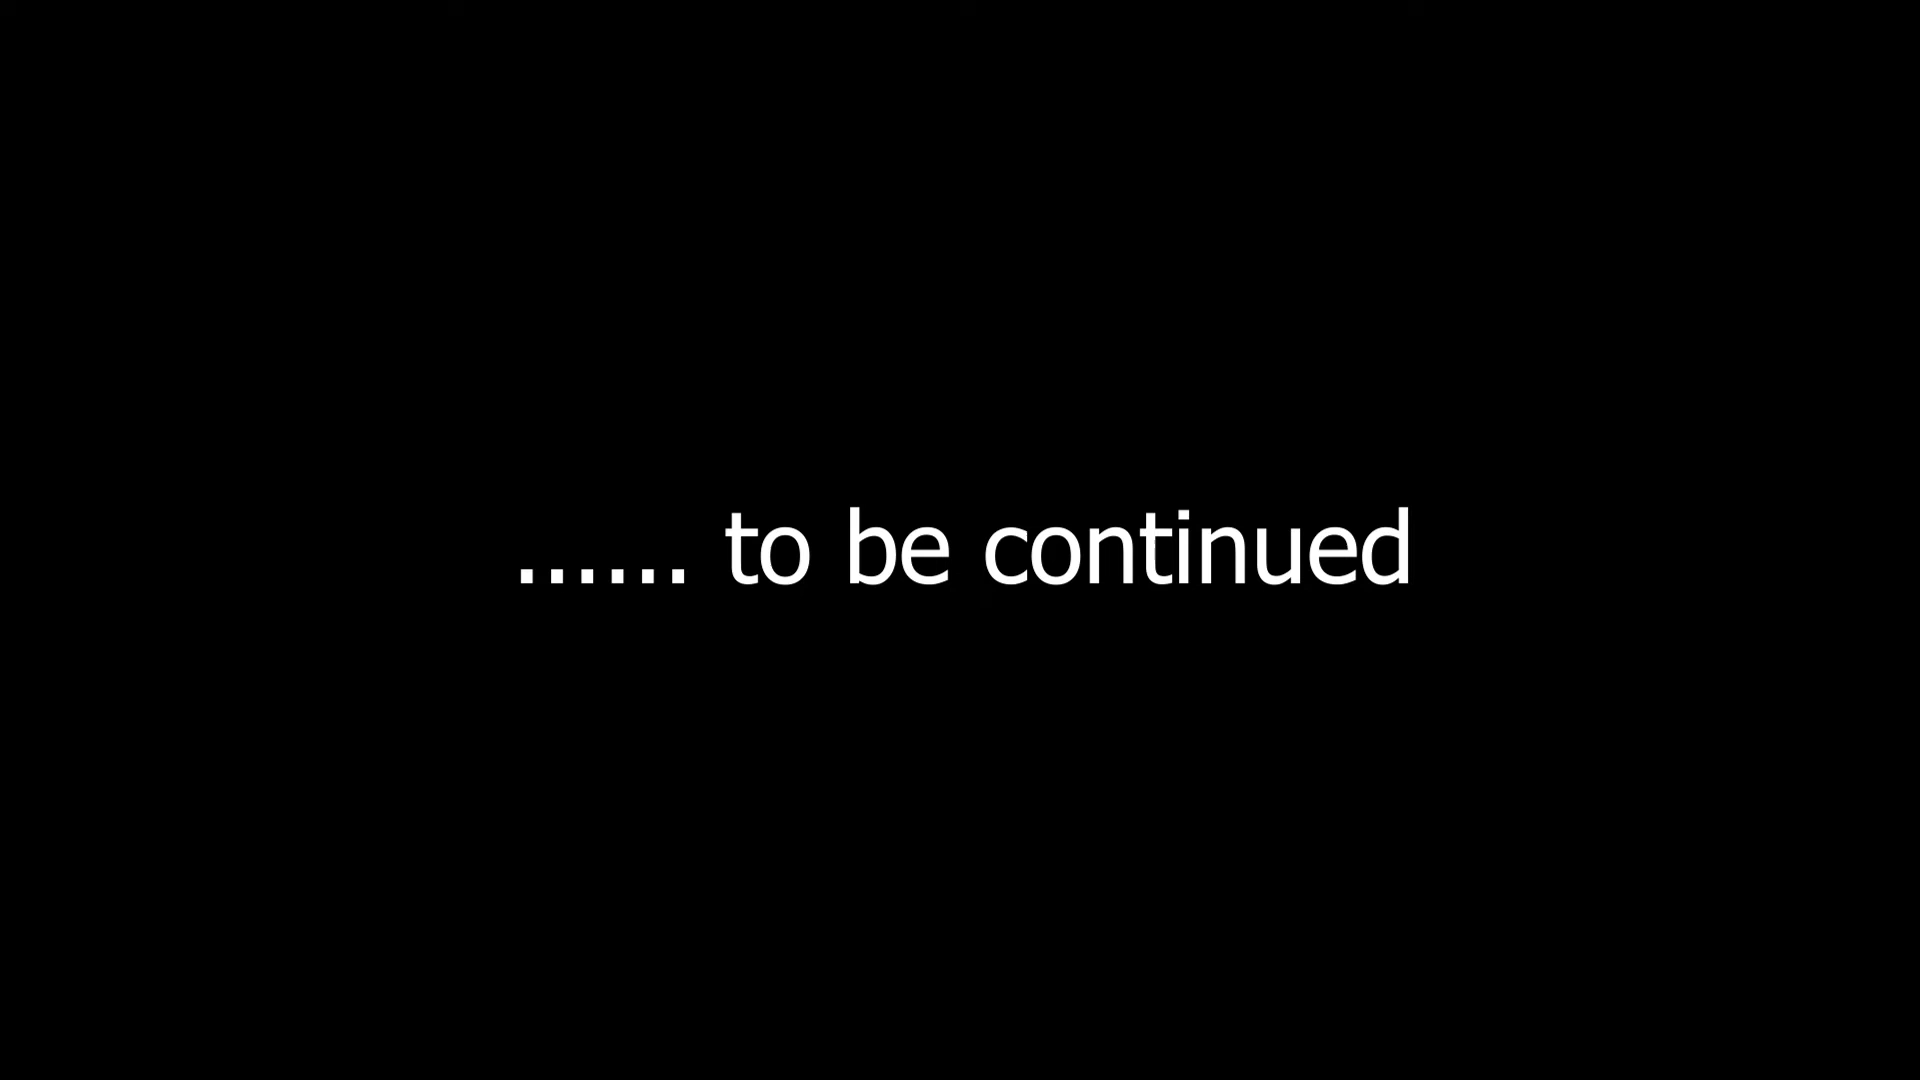 ...... to be continued